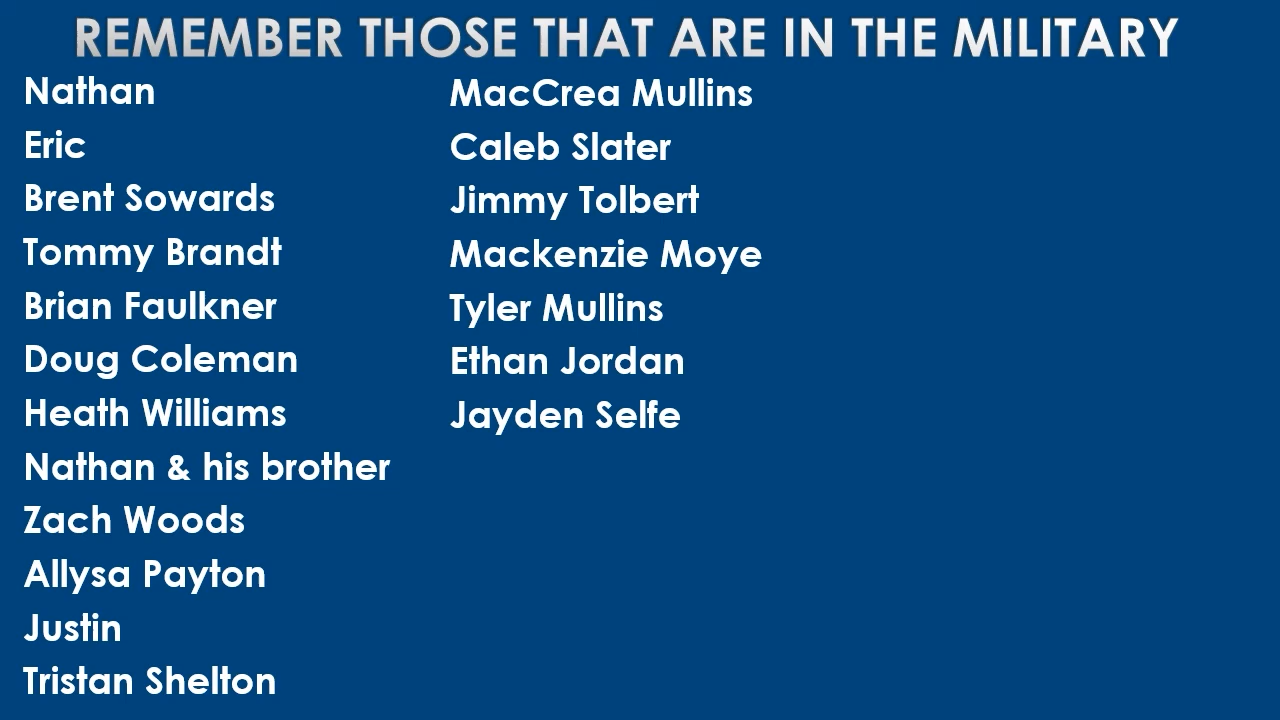 REMEMBER THOSE THAT ARE IN THE MILITARY
Nathan
Eric
Brent Sowards
Tommy Brandt
Brian Faulkner
Doug Coleman
Heath Williams
Nathan & his brother
Zach Woods
Allysa Payton
Justin
Tristan Shelton
MacCrea Mullins
Caleb Slater
Jimmy Tolbert
Mackenzie Moye
Tyler Mullins
Ethan Jordan
Jayden Selfe